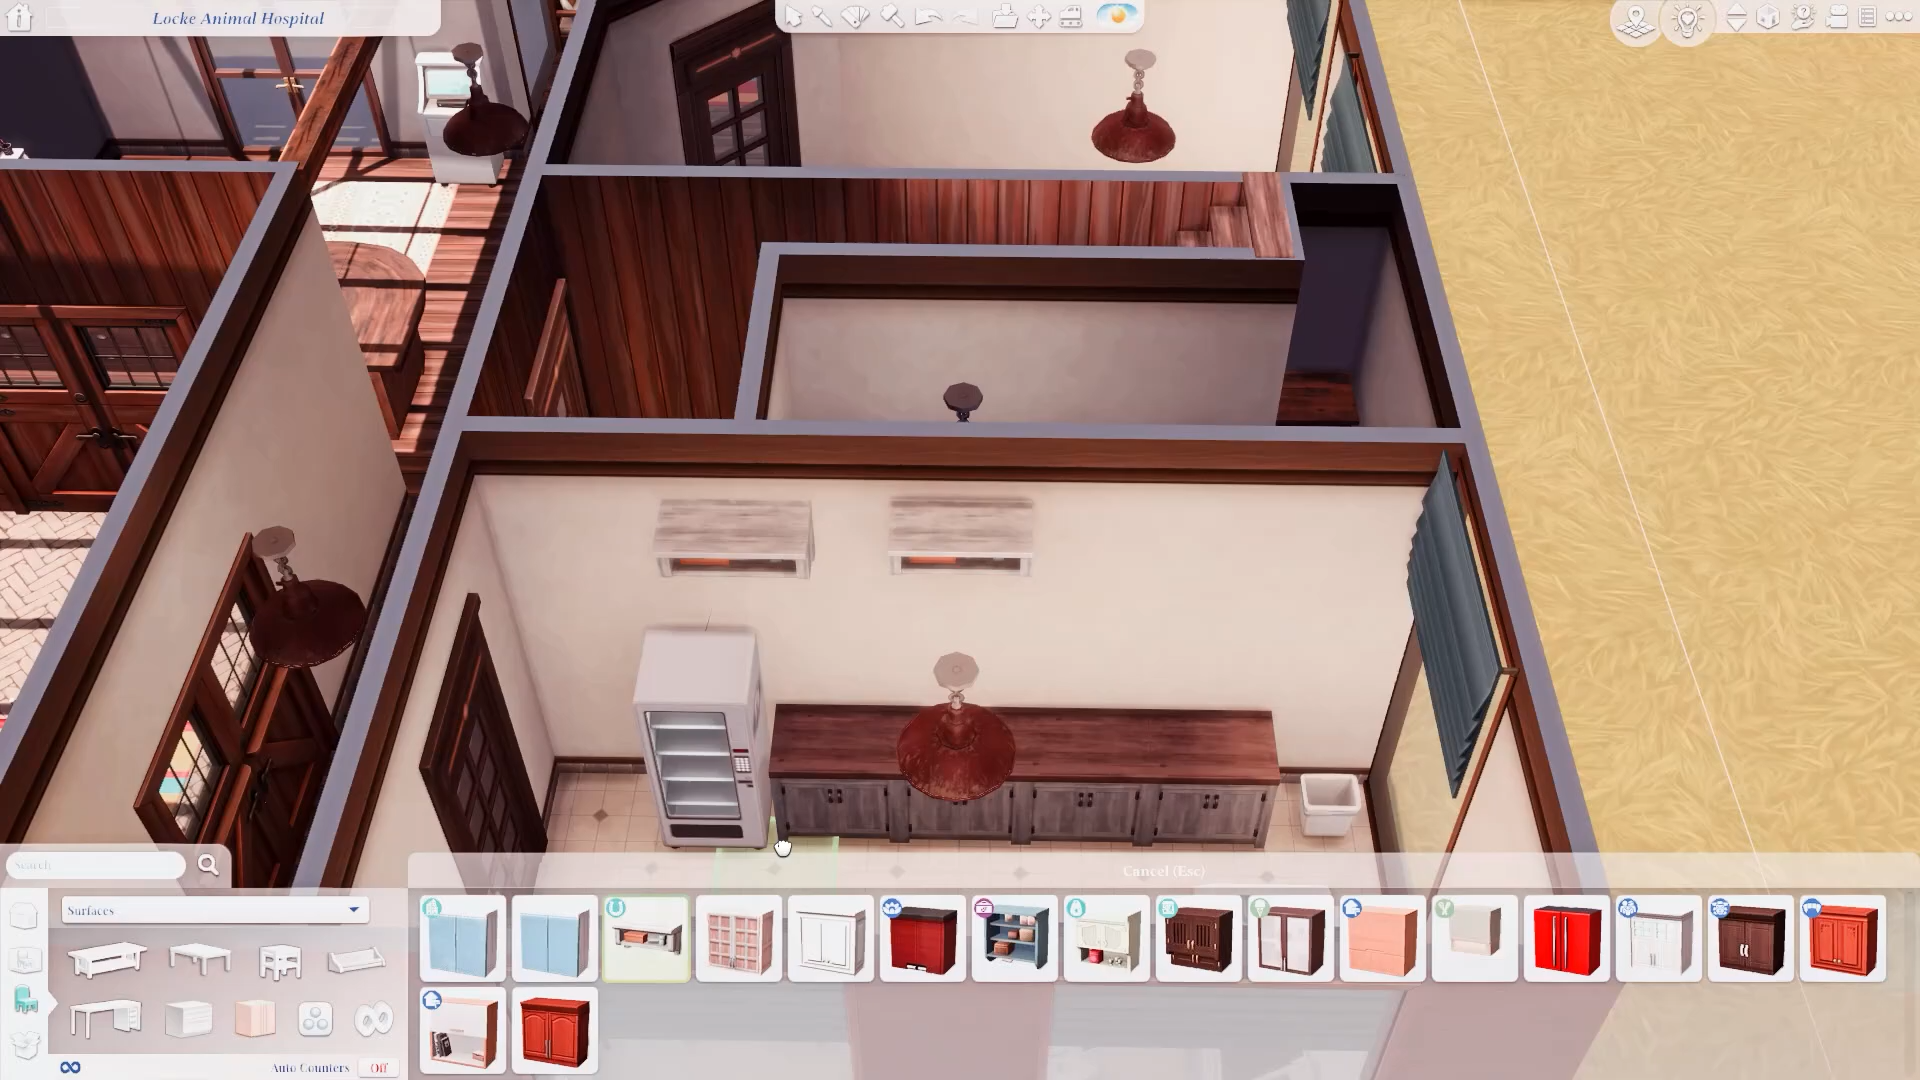 Locke Animal Hospital
Search
Cancel (Esc)
Surfaces
Auto Counters
Off